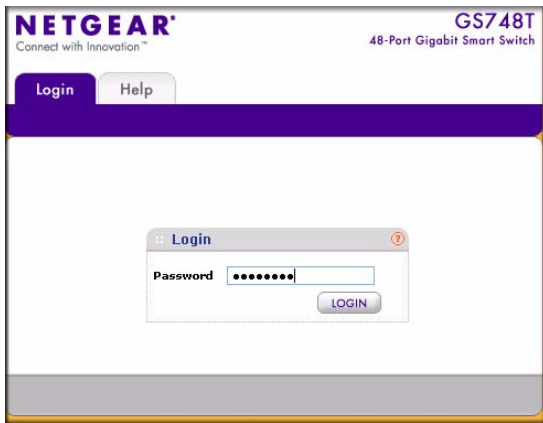 NETGEAR®
Connect with Innovation™
GS748T
48-Port Gigabit Smart Switch
Login
Help
:: Login
?
Password ••••••••
LOGIN